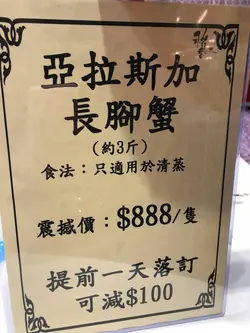 亞拉斯加
長腳蟹
(約3斤)
食法：只適用於清蒸
震撼價：$888/隻
提前一天落訂
可減$100